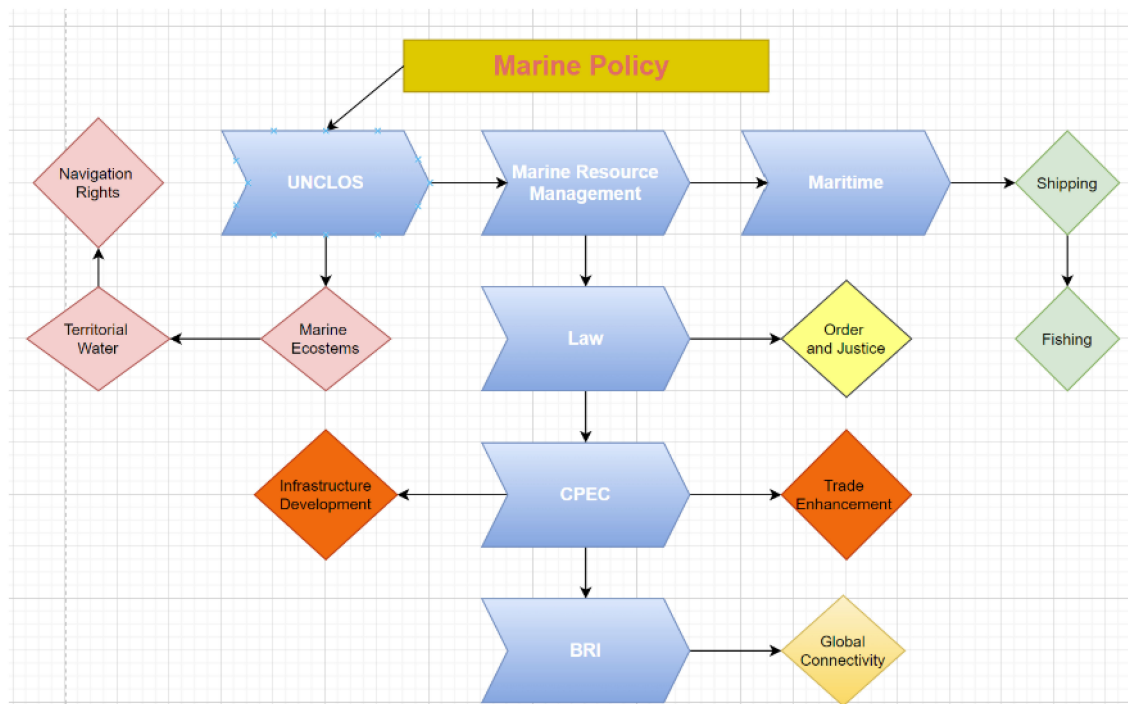 Marine Policy
Navigation
Rights
UNCLOS
Marine Resource
Management
Maritime
Shipping
Territorial
Water
Marine
Ecostems
Law
Order
and Justice
Fishing
Infrastructure
Development
CPEC
Trade
Enhancement
BRI
Global
Connectivity